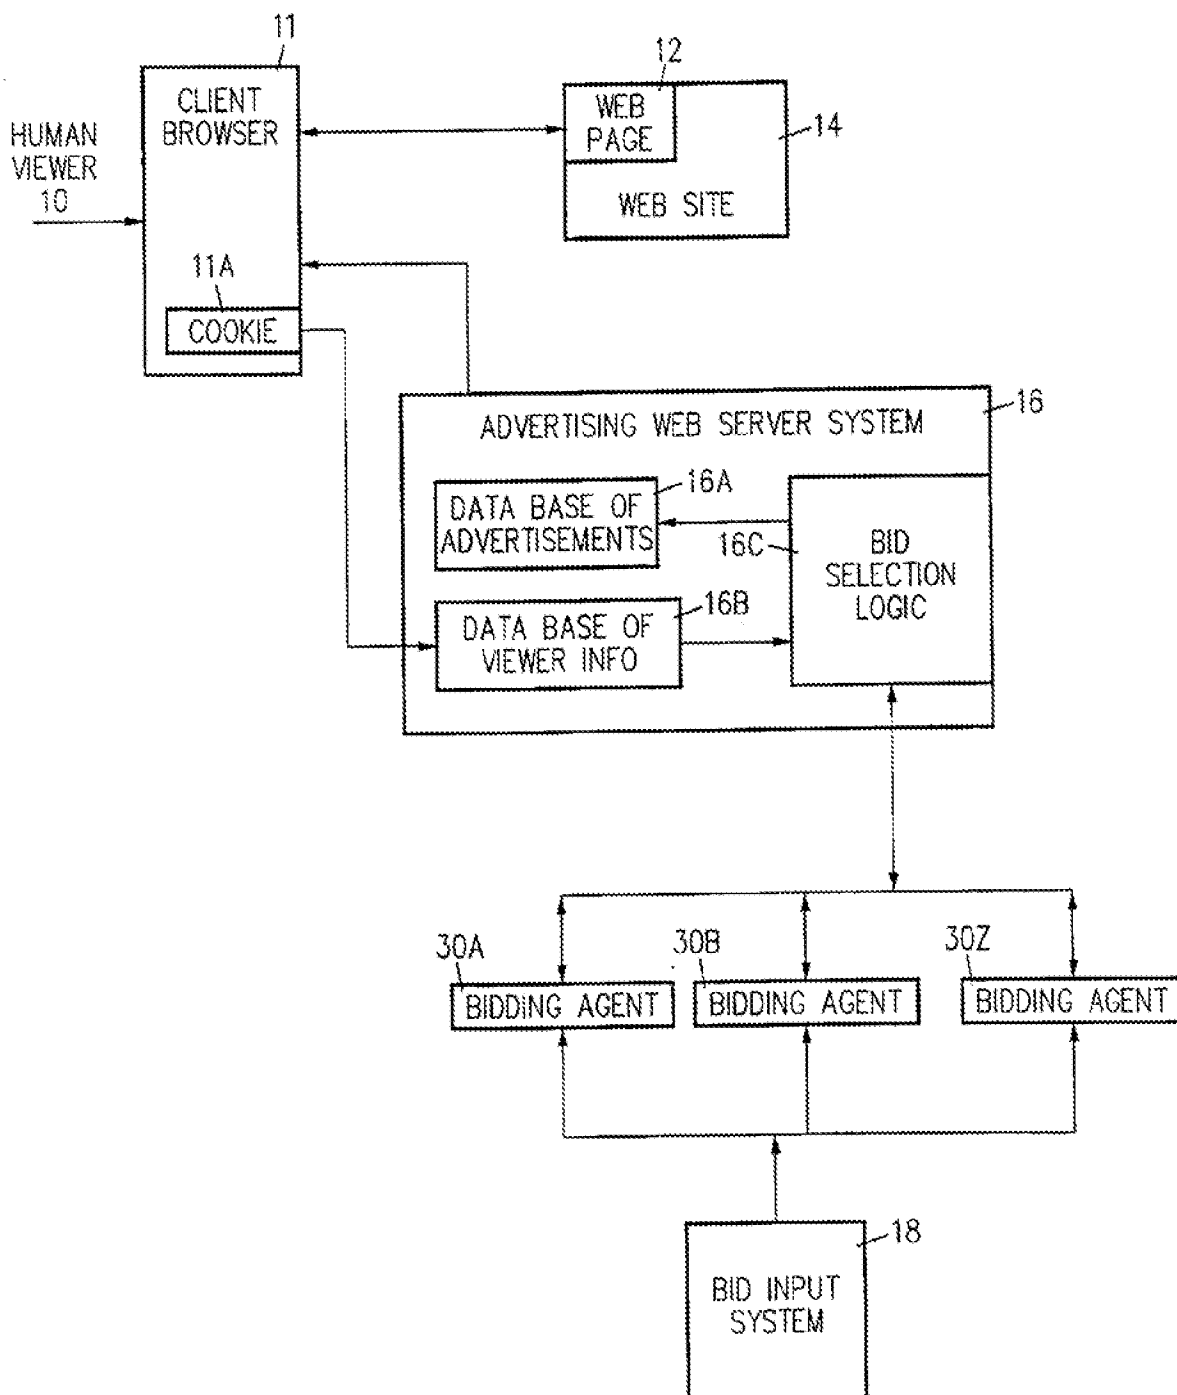 11
CLIENT
BROWSER
HUMAN
VIEWER
10
11A
COOKIE
12
WEB
PAGE
14
WEB SITE
16
ADVERTISING WEB SERVER SYSTEM
16A
DATA BASE OF
ADVERTISEMENTS
16C
BID
SELECTION
LOGIC
16B
DATA BASE OF
VIEWER INFO
30A
BIDDING AGENT
30B
BIDDING AGENT
30Z
BIDDING AGENT
18
BID INPUT
SYSTEM